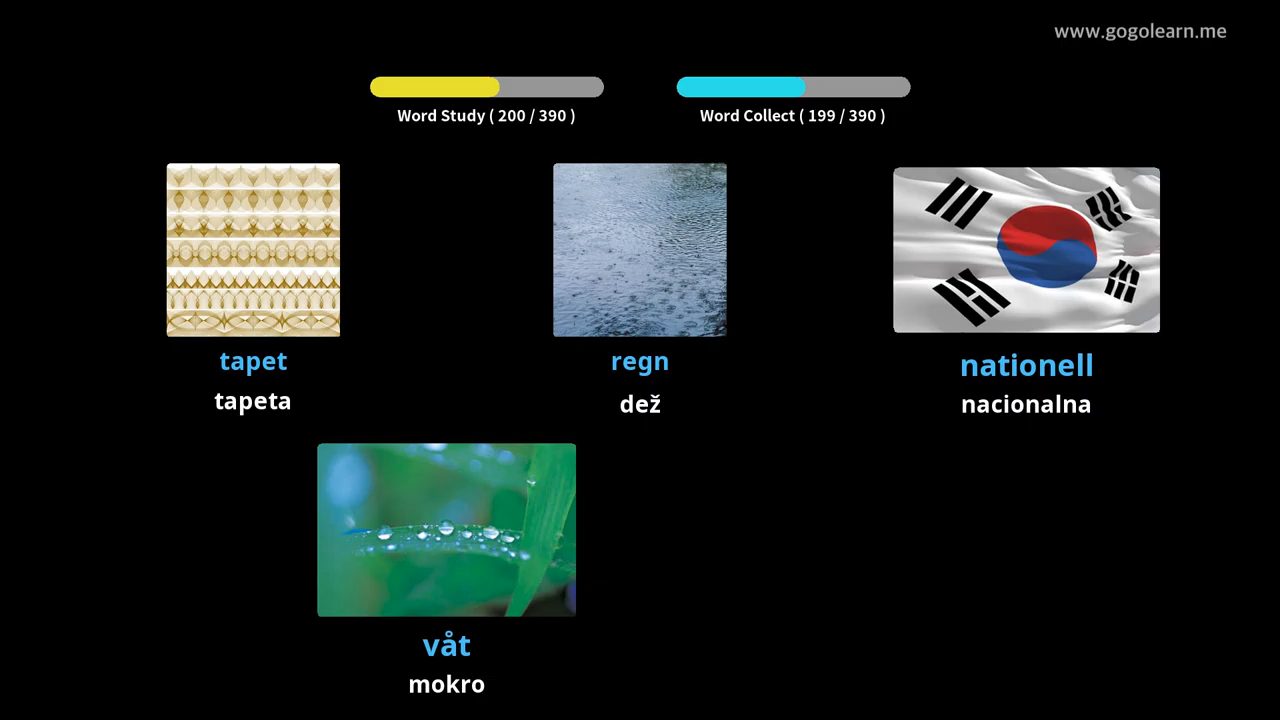 www.gogolearn.me
Word Study ( 200 / 390 )
Word Collect ( 199 / 390 )
tapet
tapeta
regn
dež
nationell
nacionalna
våt
mokro